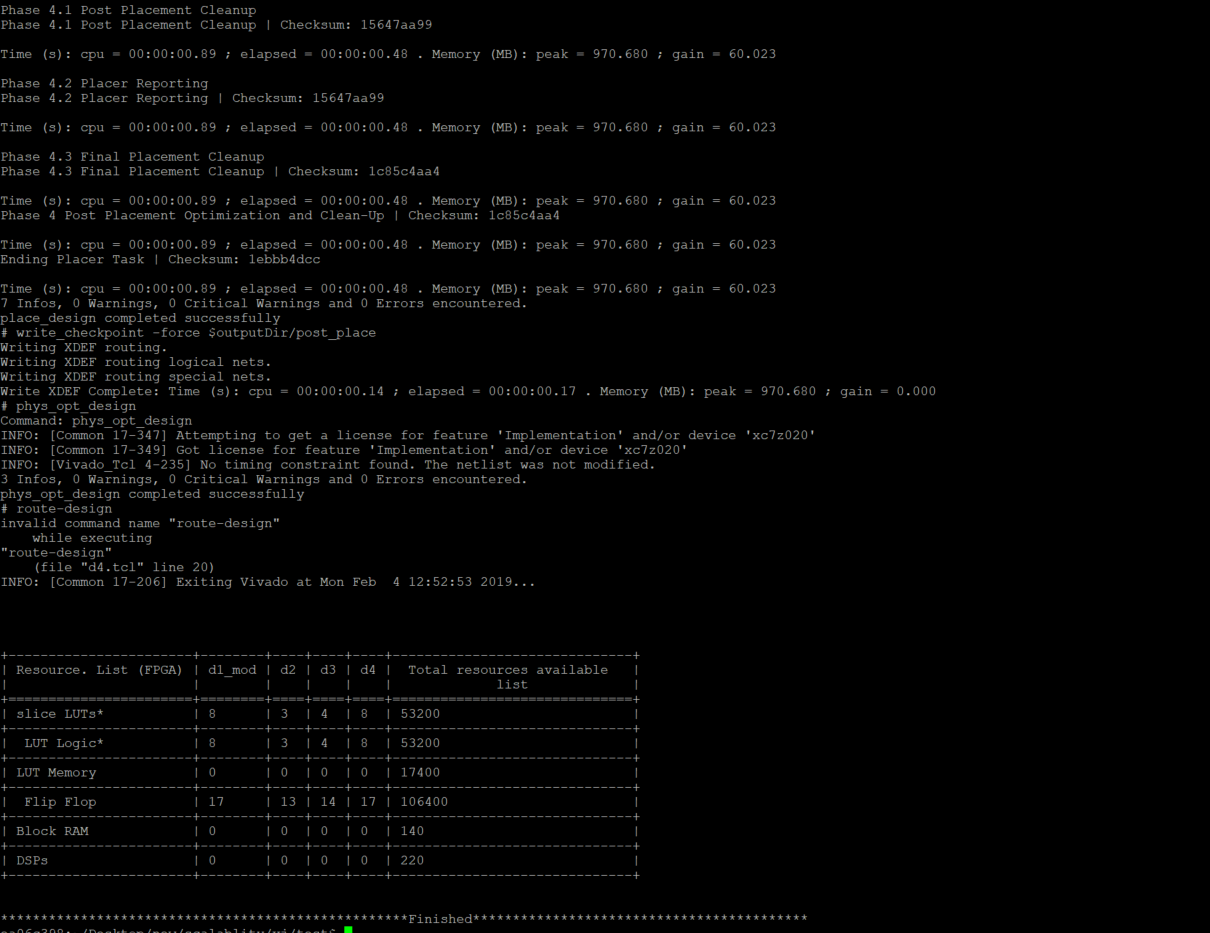 Phase 4.1 Post Placement Cleanup
Phase 4.1 Post Placement Cleanup | Checksum: 15647aa99
Time (s): cpu = 00:00:00.89 ; elapsed = 00:00:00.48 . Memory (MB): peak = 970.680 ; gain = 60.023
Phase 4.2 Placer Reporting
Phase 4.2 Placer Reporting | Checksum: 15647aa99
Time (s): cpu = 00:00:00.89 ; elapsed = 00:00:00.48 . Memory (MB): peak = 970.680 ; gain = 60.023
Phase 4.3 Final Placement Cleanup
Phase 4.3 Final Placement Cleanup | Checksum: 1c85c4aa4
Time (s): cpu = 00:00:00.89 ; elapsed = 00:00:00.48 . Memory (MB): peak = 970.680 ; gain = 60.023
Phase 4 Post Placement Optimization and Clean-Up | Checksum: 1c85c4aa4
Time (s): cpu = 00:00:00.89 ; elapsed = 00:00:00.48 . Memory (MB): peak = 970.680 ; gain = 60.023
Ending Placer Task | Checksum: 1ebbb4dcc
Time (s): cpu = 00:00:00.89 ; elapsed = 00:00:00.48 . Memory (MB): peak = 970.680 ; gain = 60.023
7 Infos, 0 Warnings, 0 Critical Warnings and 0 Errors encountered.
place_design completed successfully
# write_checkpoint -force $outputDir/post_place
Writing XDEF routing.
Writing XDEF routing logical nets.
Writing XDEF routing special nets.
Write XDEF Complete: Time (s): cpu = 00:00:00.14 ; elapsed = 00:00:00.17 . Memory (MB): peak = 970.680 ; gain = 0.000
# phys_opt_design
Command: phys_opt_design
INFO: [Common 17-347] Attempting to get a license for feature 'Implementation' and/or device 'xc7z020'
INFO: [Common 17-349] Got license for feature 'Implementation' and/or device 'xc7z020'
INFO: [Vivado_Tcl 4-235] No timing constraint found. The netlist was not modified.
3 Infos, 0 Warnings, 0 Critical Warnings and 0 Errors encountered.
phys_opt_design completed successfully
# route-design
invalid command name "route-design"
    while executing
"route-design"
    (file "d4.tcl" line 20)
INFO: [Common 17-206] Exiting Vivado at Mon Feb  4 12:52:53 2019...
+-----------------------+--------+----+----+----+------------------------------+
| Resource. List (FPGA) | d1_mod | d2 | d3 | d4 |  Total resources available   |
|                       |        |    |    |    |             list             |
+=======================+========+====+====+====+==============================+
| slice LUTs*           | 8      | 3  | 4  | 8  | 53200                        |
+-----------------------+--------+----+----+----+------------------------------+
|  LUT Logic*           | 8      | 3  | 4  | 8  | 53200                        |
+-----------------------+--------+----+----+----+------------------------------+
| LUT Memory            | 0      | 0  | 0  | 0  | 17400                        |
+-----------------------+--------+----+----+----+------------------------------+
|  Flip Flop            | 17     | 13 | 14 | 17 | 106400                       |
+-----------------------+--------+----+----+----+------------------------------+
| Block RAM             | 0      | 0  | 0  | 0  | 140                          |
+-----------------------+--------+----+----+----+------------------------------+
| DSPs                  | 0      | 0  | 0  | 0  | 220                          |
+-----------------------+--------+----+----+----+------------------------------+
***************************************************Finished******************************************